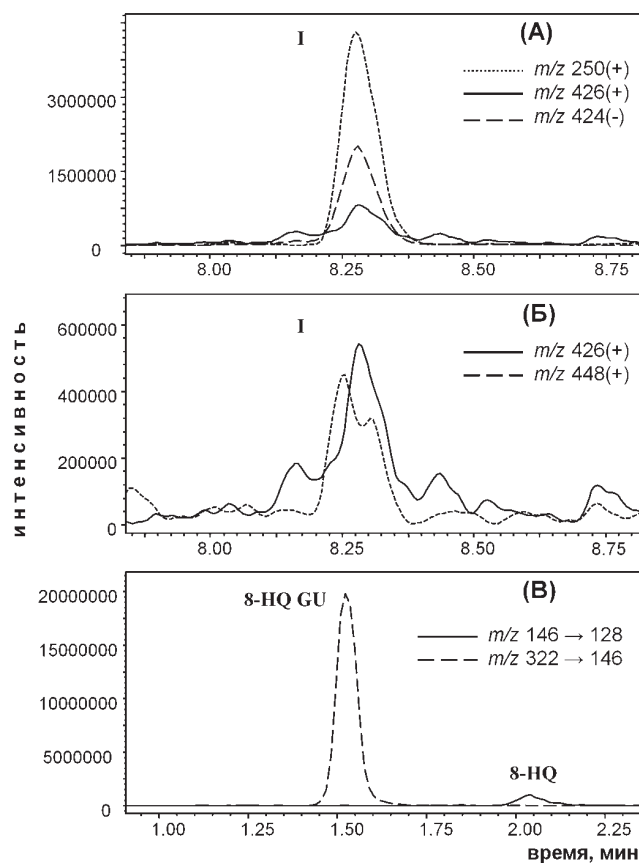 I
(А)
m/z 250(+)
m/z 426(+)
m/z 424(-)
3000000
1500000
0
8.00
8.25
8.50
8.75
I
(Б)
m/z 426(+)
m/z 448(+)
600000
400000
200000
0
8.00
8.25
8.50
8.75
интенсивность
(В)
8-HQ GU
m/z 146 → 128
m/z 322 → 146
20000000
15000000
10000000
5000000
0
8-HQ
1.00
1.25
1.50
1.75
2.00
2.25
время, мин